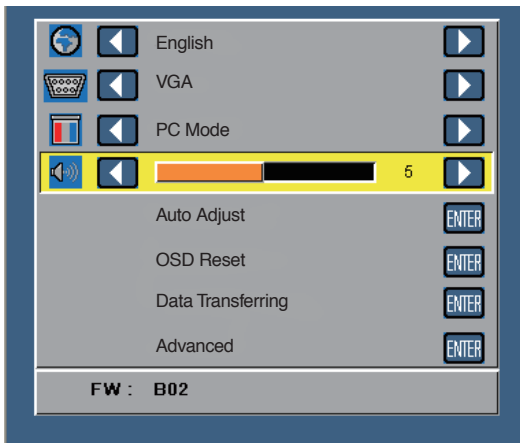 English
VGA
PC Mode
5
Auto Adjust ENTER
OSD Reset ENTER
Data Transferring ENTER
Advanced ENTER
FW : B02